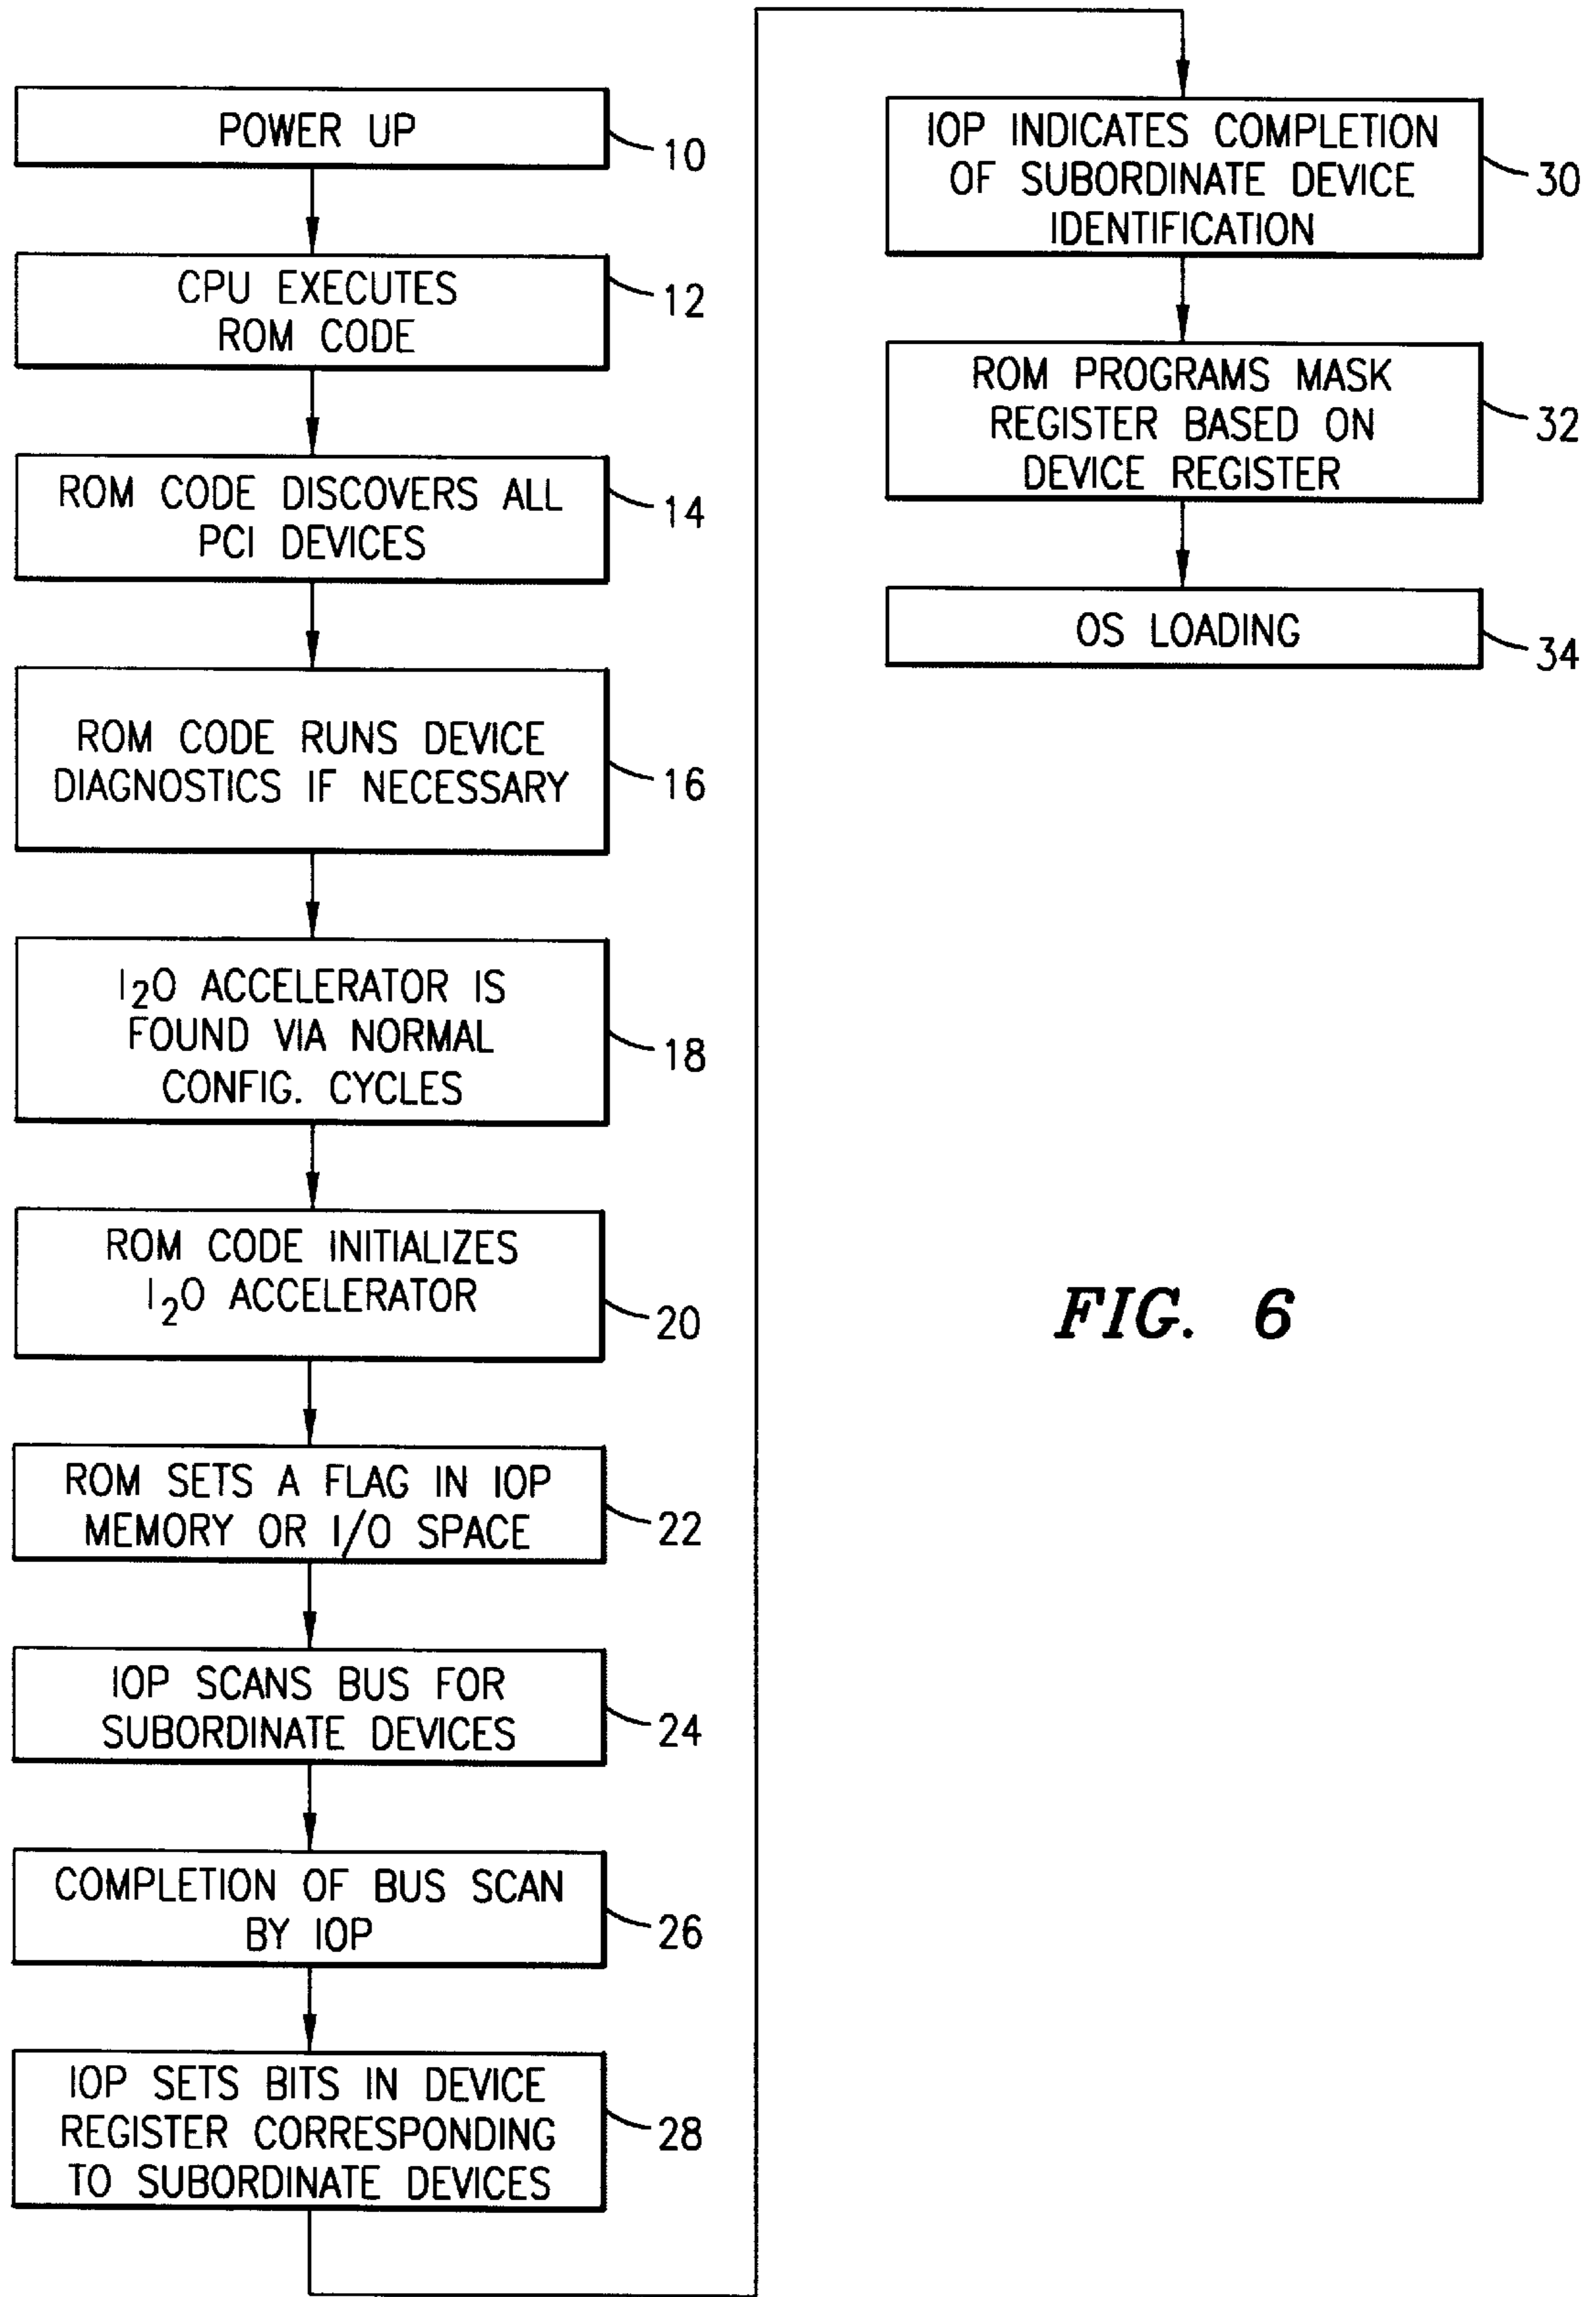 POWER UP
10
CPU EXECUTES
ROM CODE
12
ROM CODE DISCOVERS ALL
PCI DEVICES
14
ROM CODE RUNS DEVICE
DIAGNOSTICS IF NECESSARY
16
I₂O ACCELERATOR IS
FOUND VIA NORMAL
CONFIG. CYCLES
18
ROM CODE INITIALIZES
I₂O ACCELERATOR
20
ROM SETS A FLAG IN IOP
MEMORY OR I/O SPACE
22
IOP SCANS BUS FOR
SUBORDINATE DEVICES
24
COMPLETION OF BUS SCAN
BY IOP
26
IOP SETS BITS IN DEVICE
REGISTER CORRESPONDING
TO SUBORDINATE DEVICES
28
IOP INDICATES COMPLETION
OF SUBORDINATE DEVICE
IDENTIFICATION
30
ROM PROGRAMS MASK
REGISTER BASED ON
DEVICE REGISTER
32
OS LOADING
34
FIG. 6